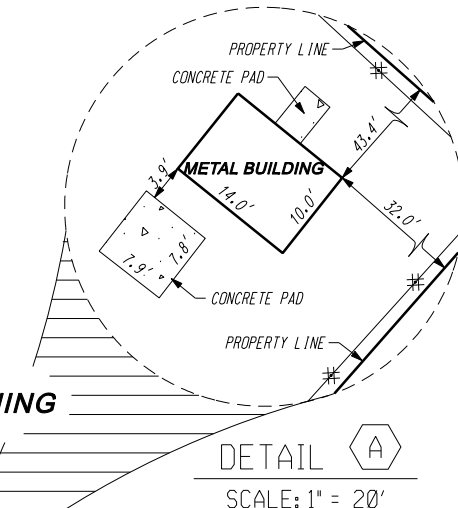 PROPERTY LINE
CONCRETE PAD
43.4'
3.9'
METAL BUILDING
14.0'
10.0'
32.0'
7.8'
7.9'
CONCRETE PAD
PROPERTY LINE
DETAIL A
SCALE: 1" = 20'